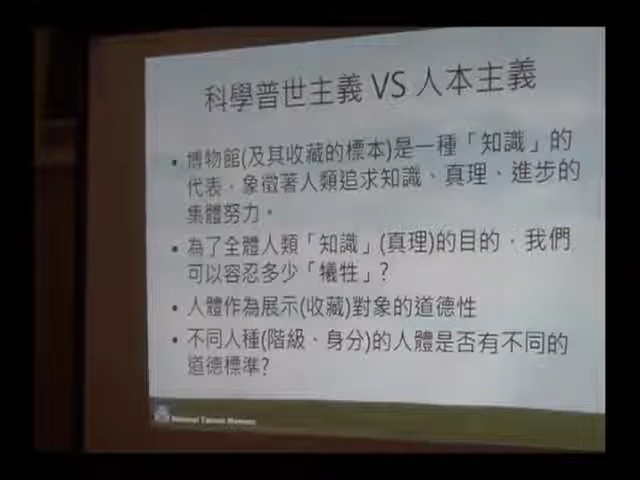 科學普世主義 VS 人本主義
• 博物館(及其收藏的標本)是一種「知識」的
代表，象徵著人類追求知識、真理、進步的
集體努力。
• 為了全體人類「知識」(真理)的目的，我們
可以容忍多少「犧牲」?
• 人體作為展示(收藏)對象的道德性
• 不同人種(階級、身分)的人體是否有不同的
道德標準?
National Taiwan Museum